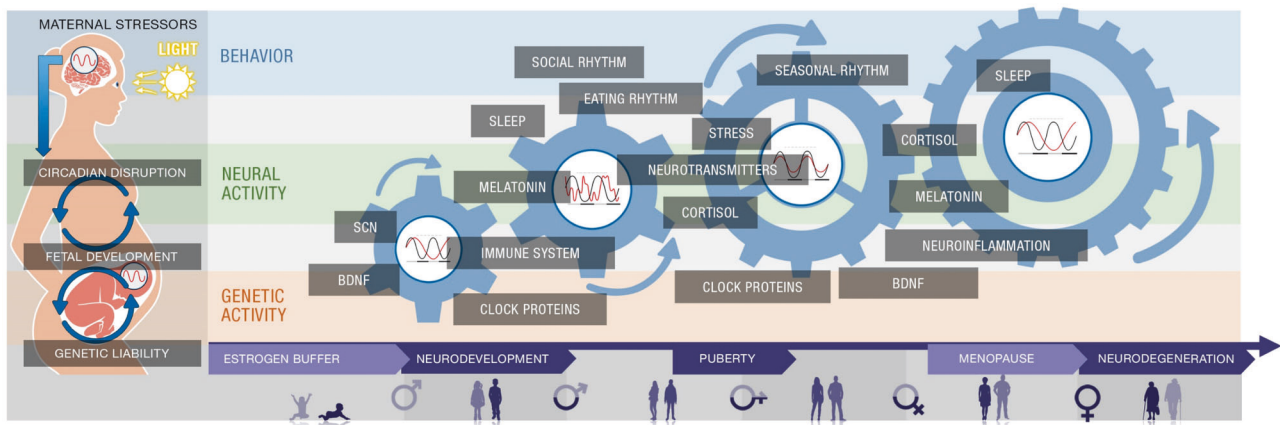 MATERNAL STRESSORS
LIGHT
CIRCADIAN DISRUPTION
FETAL DEVELOPMENT
GENETIC LIABILITY
BEHAVIOR
NEURAL
ACTIVITY
GENETIC
ACTIVITY
SCN
BDNF
SLEEP
MELATONIN
IMMUNE SYSTEM
CLOCK PROTEINS
SOCIAL RHYTHM
EATING RHYTHM
SEASONAL RHYTHM
STRESS
NEUROTRANSMITTERS
CORTISOL
CLOCK PROTEINS
BDNF
SLEEP
CORTISOL
MELATONIN
NEUROINFLAMMATION
ESTROGEN BUFFER
NEURODEVELOPMENT
PUBERTY
MENOPAUSE
NEURODEGENERATION